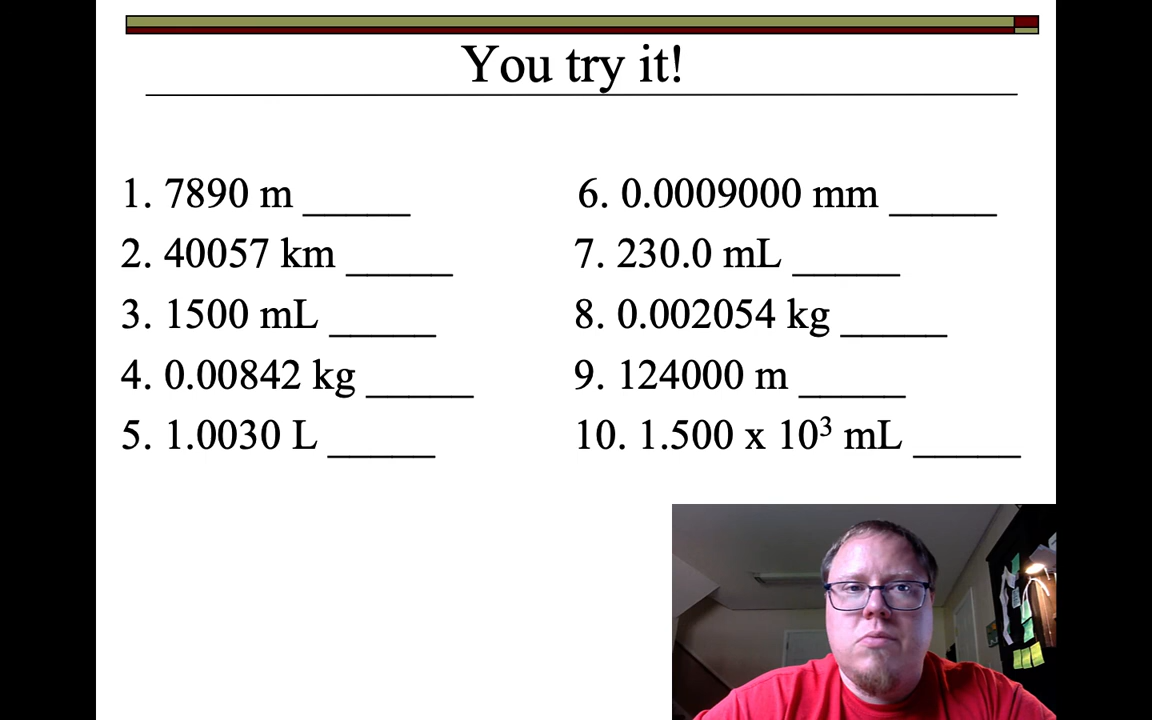 You try it!
1. 7890 m _____
2. 40057 km _____
3. 1500 mL _____
4. 0.00842 kg _____
5. 1.0030 L _____
6. 0.0009000 mm _____
7. 230.0 mL _____
8. 0.002054 kg _____
9. 124000 m _____
10. 1.500 x 10³ mL _____